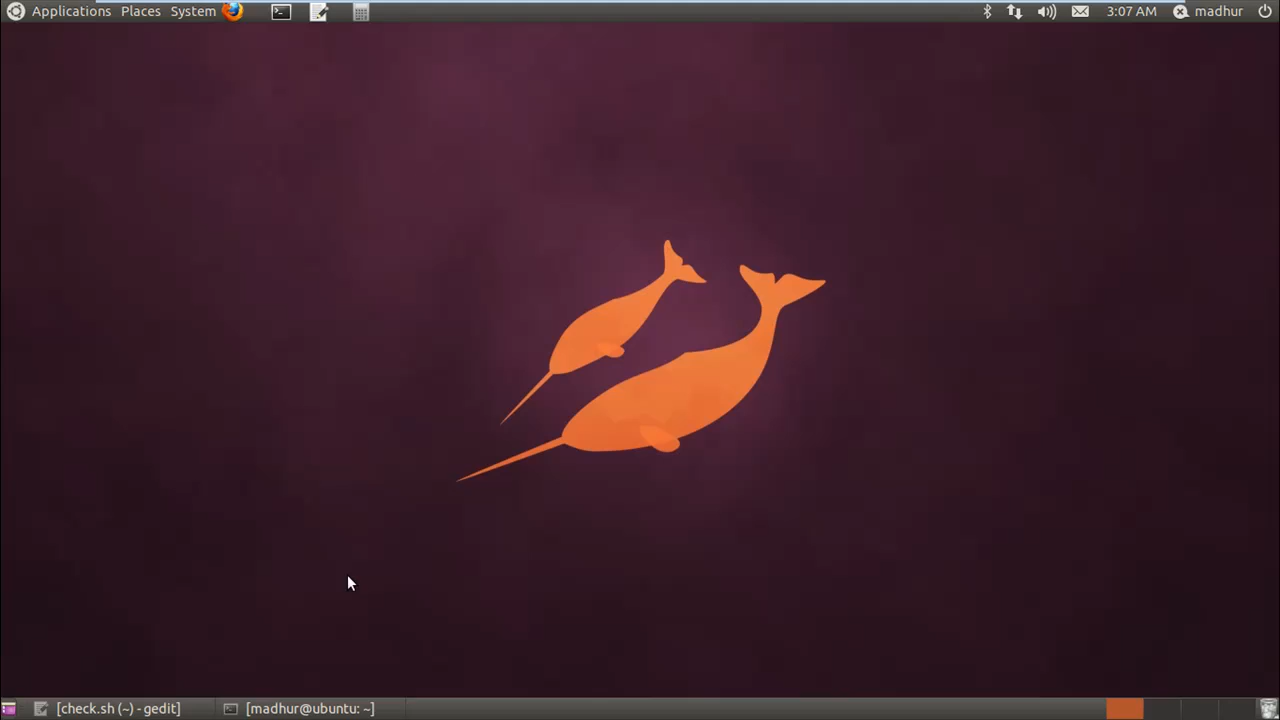 Applications Places System 3:07 AM madhur
[check.sh (~) - gedit] [madhur@ubuntu: ~]